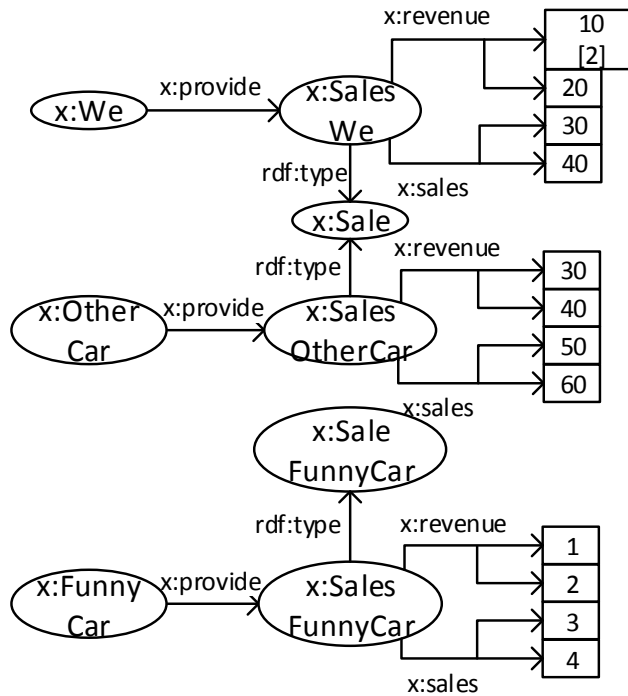 x:revenue
10
[2]
x:provide
x:Sales
We
x:We
20
30
40
rdf:type
x:sales
x:Sale
x:revenue
rdf:type
30
x:provide
x:Other
Car
x:Sales
OtherCar
40
50
60
x:sales
x:Sale
FunnyCar
rdf:type
x:revenue
1
x:provide
x:Funny
Car
x:Sales
FunnyCar
2
3
4
x:sales